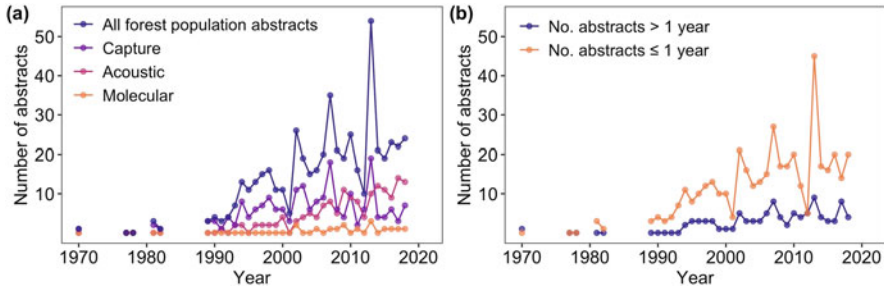 (a)
All forest population abstracts
Capture
Acoustic
Molecular
Number of abstracts
50
40
30
20
10
1970
1980
1990
2000
2010
2020
Year
(b)
No. abstracts > 1 year
No. abstracts ≤ 1 year
Number of abstracts
50
40
30
20
10
1970
1980
1990
2000
2010
2020
Year